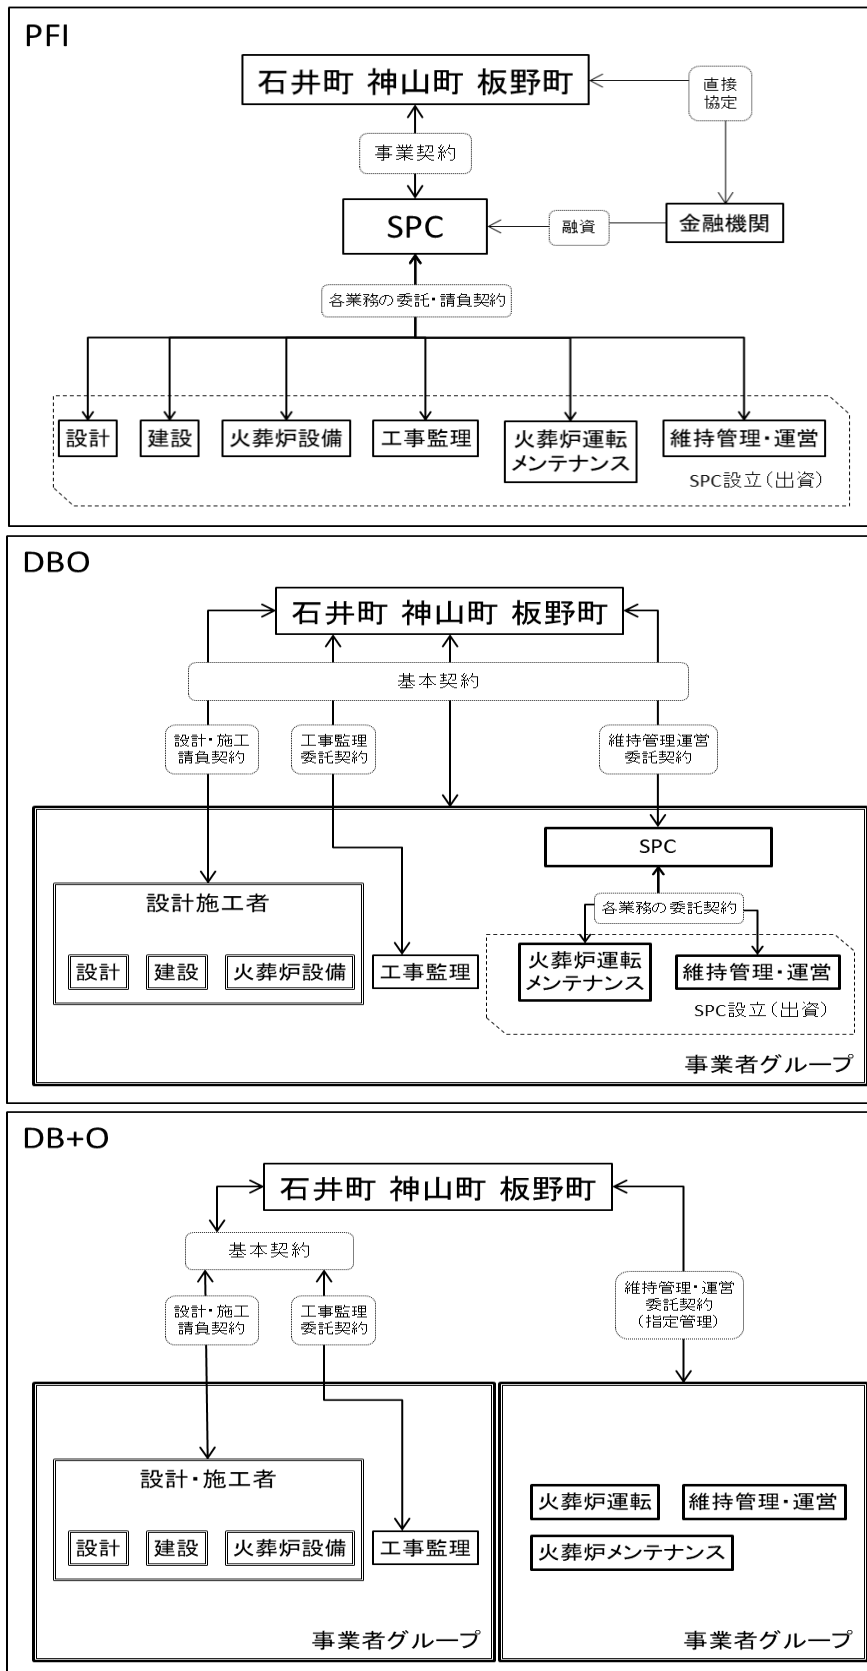 PFI
石井町 神山町 板野町
直接
協定
事業契約
SPC
融資
金融機関
各業務の委託・請負契約
設計
建設
火葬炉設備
工事監理
火葬炉運転
メンテナンス
維持管理・運営
SPC設立（出資）
DBO
石井町 神山町 板野町
基本契約
設計・施工
請負契約
工事監理
委託契約
維持管理運営
委託契約
SPC
各業務の委託契約
設計施工者
設計
建設
火葬炉設備
工事監理
火葬炉運転
メンテナンス
維持管理・運営
SPC設立（出資）
事業者グループ
DB+O
石井町 神山町 板野町
基本契約
設計・施工
請負契約
工事監理
委託契約
維持管理・運営
委託契約
（指定管理）
設計・施工者
設計
建設
火葬炉設備
工事監理
事業者グループ
火葬炉運転
維持管理・運営
火葬炉メンテナンス
事業者グループ